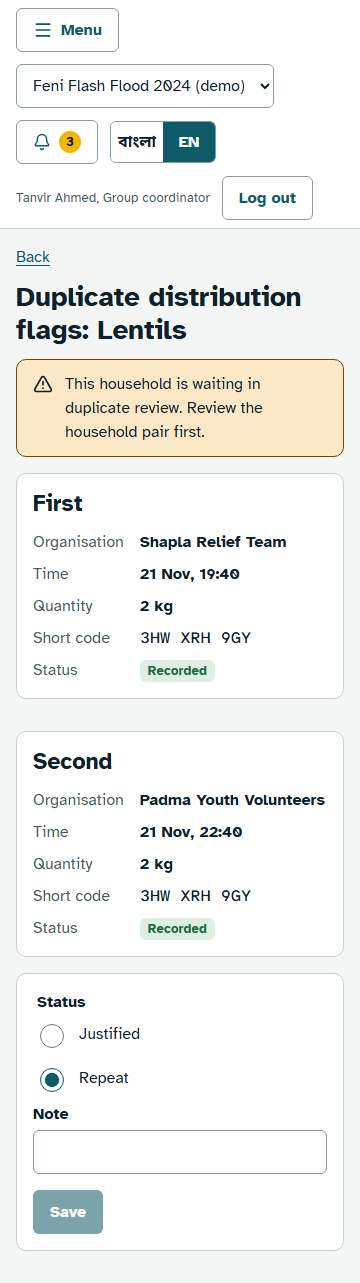 Menu
Feni Flash Flood 2024 (demo)
3
বাংলা EN
Tanvir Ahmed, Group coordinator
Log out
Back
Duplicate distribution
flags: Lentils
This household is waiting in
duplicate review. Review the
household pair first.
First
Organisation Shapla Relief Team
Time 21 Nov, 19:40
Quantity 2 kg
Short code 3HW XRH 9GY
Status Recorded
Second
Organisation Padma Youth Volunteers
Time 21 Nov, 22:40
Quantity 2 kg
Short code 3HW XRH 9GY
Status Recorded
Status
Justified
Repeat
Note
Save